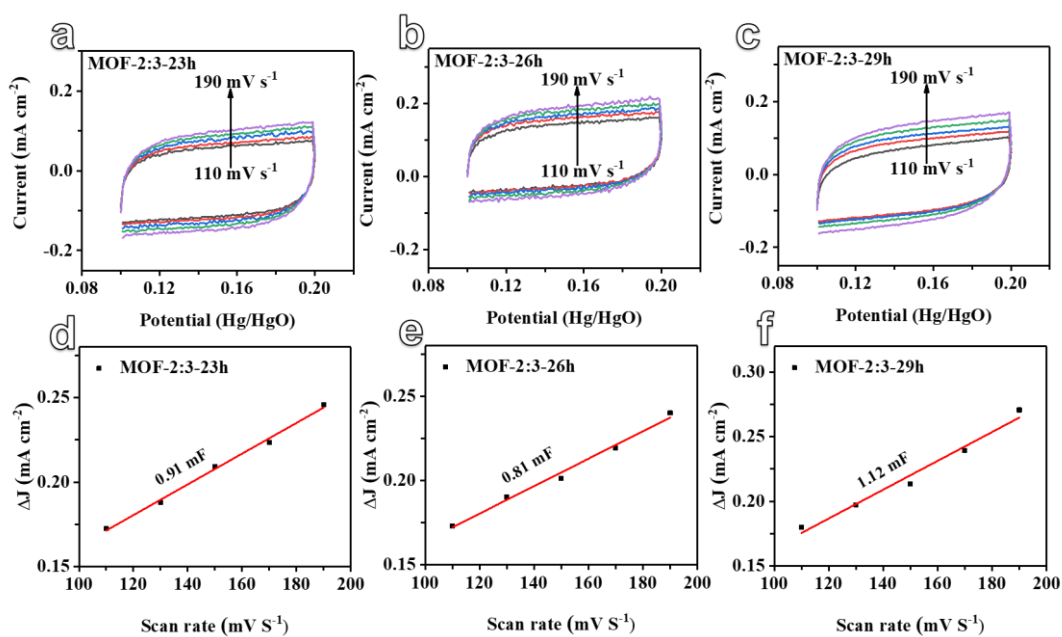 a
MOF-2:3-23h
190 mV s-1
110 mV s-1
Current (mA cm-2)
0.2
0.0
-0.2
0.08 0.12 0.16 0.20
Potential (Hg/HgO)
b
MOF-2:3-26h
190 mV s-1
110 mV s-1
Current (mA cm-2)
0.2
0.0
-0.2
0.08 0.12 0.16 0.20
Potential (Hg/HgO)
c
MOF-2:3-29h
190 mV s-1
110 mV s-1
Current (mA cm-2)
0.2
0.0
-0.2
0.08 0.12 0.16 0.20
Potential (Hg/HgO)
d
MOF-2:3-23h
0.91 mF
ΔJ (mA cm-2)
0.25
0.20
0.15
100 120 140 160 180 200
Scan rate (mV S-1)
e
MOF-2:3-26h
0.81 mF
ΔJ (mA cm-2)
0.25
0.20
0.15
100 120 140 160 180 200
Scan rate (mV S-1)
f
MOF-2:3-29h
1.12 mF
ΔJ (mA cm-2)
0.30
0.25
0.20
0.15
100 120 140 160 180 200
Scan rate (mV S-1)